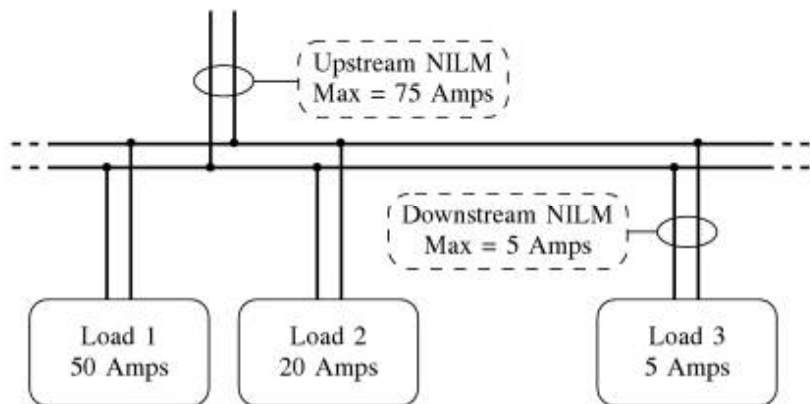 Upstream NILM
Max = 75 Amps
Downstream NILM
Max = 5 Amps
Load 1
50 Amps
Load 2
20 Amps
Load 3
5 Amps